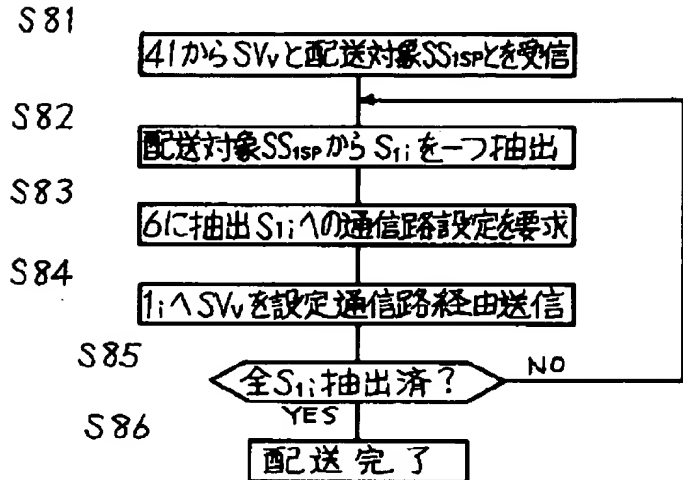 S81
41からSVvと配送対象SS1SPとを受信
S82
配送対象SS1SPからS1iを一つ抽出
S83
6に抽出S1iへの通信路設定を要求
S84
1iへSVvを設定通信路経由送信
S85
全S1i抽出済?
NO
YES
S86
配送完了